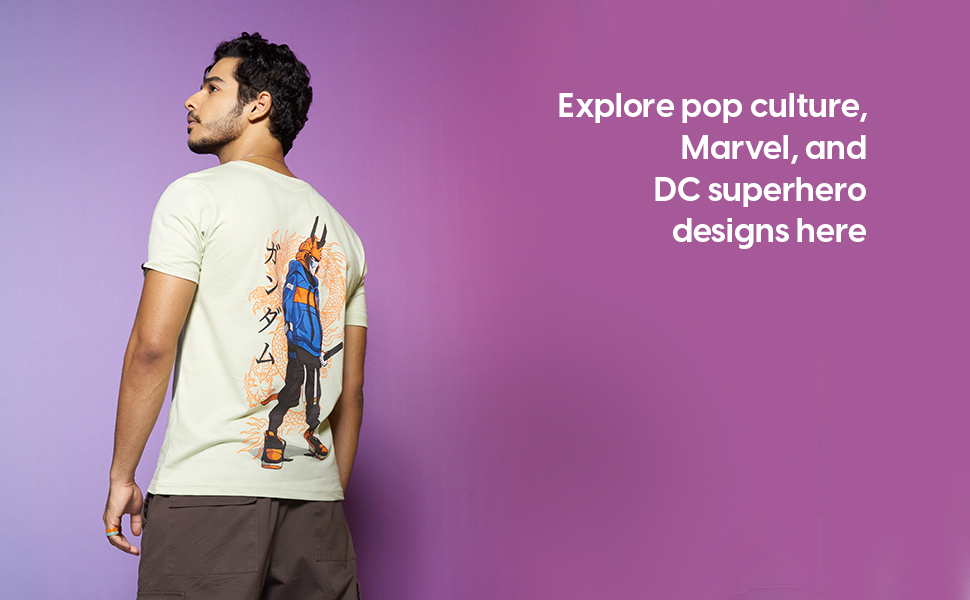 Explore pop culture,
Marvel, and
DC superhero
designs here
ガンダム